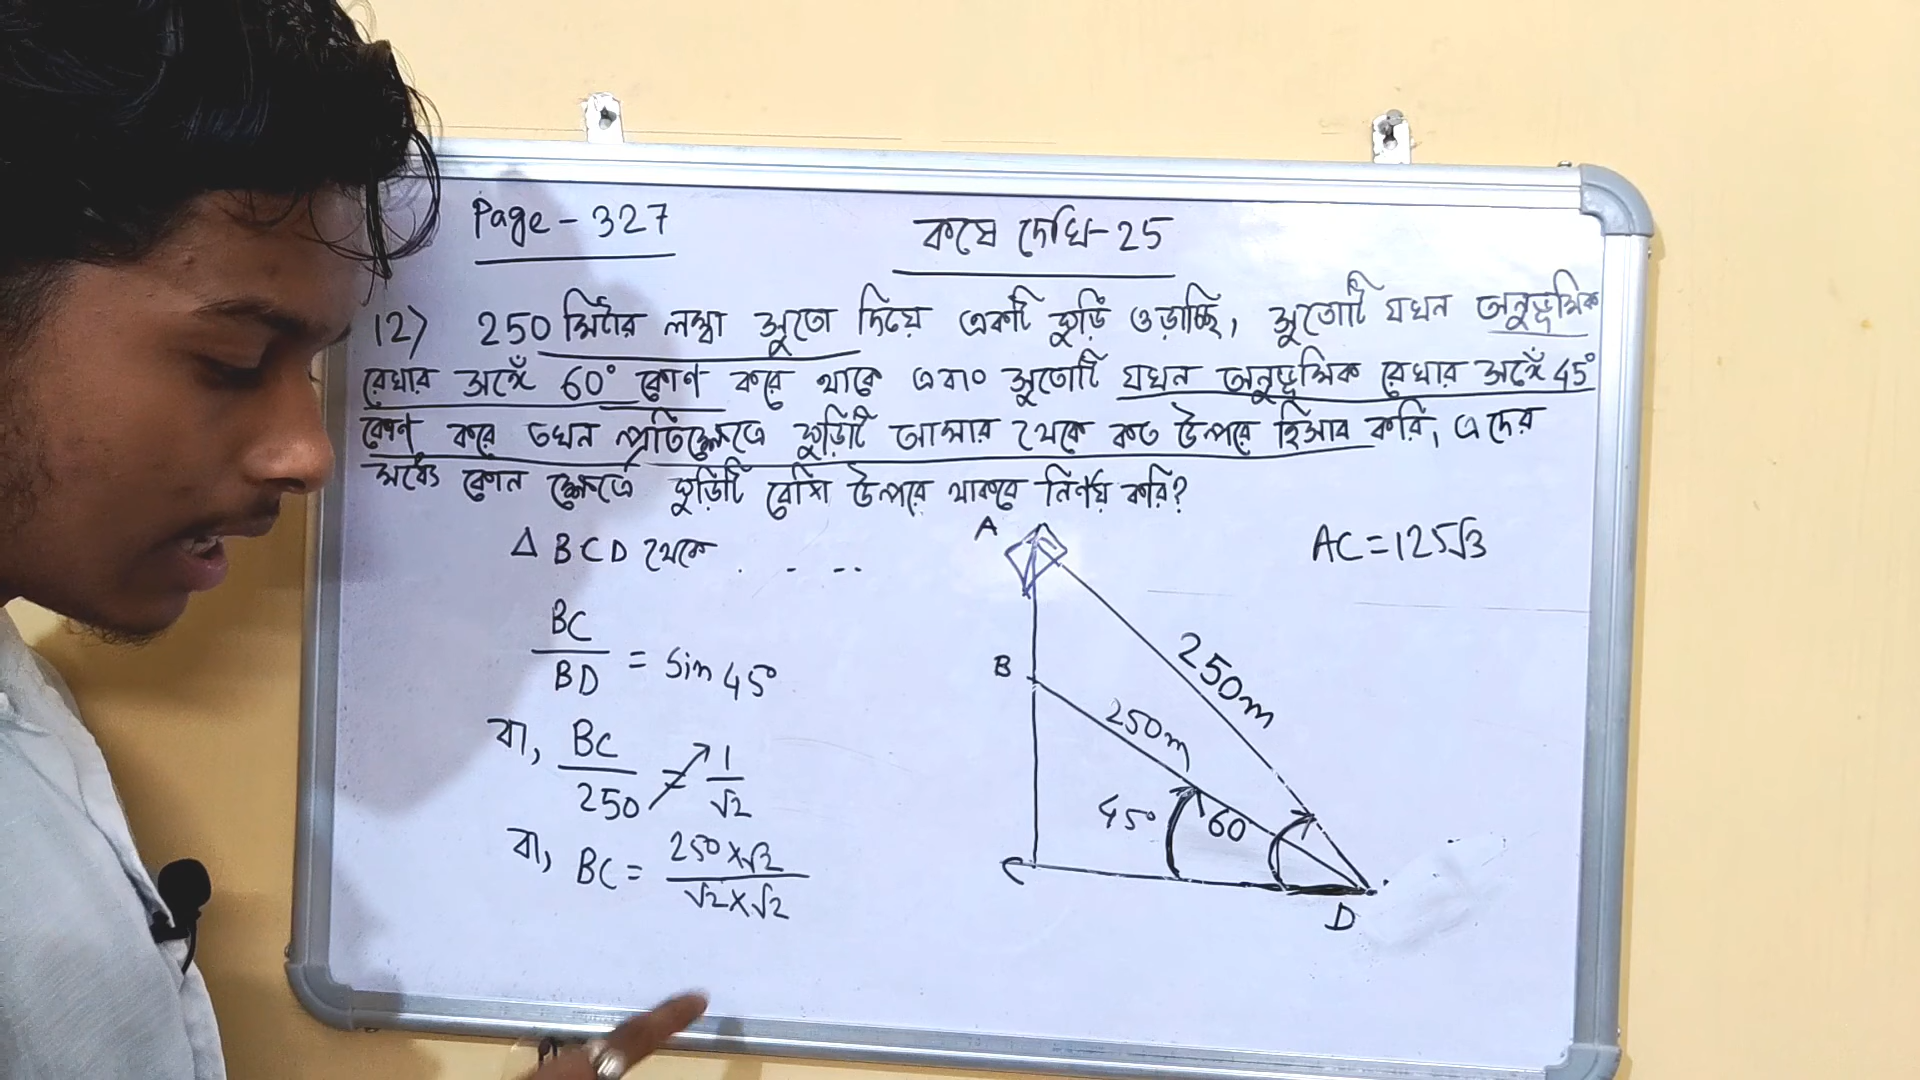 Page - 327
কষে দেখি-25
12) 250 মিটার লম্বা সুতো দিয়ে একটি ঘুড়ি ওড়াচ্ছি, সুতোটি যখন অনুভূমিক
রেখার সঙ্গে 60° কোণ করে থাকে এবং সুতোটি যখন অনুভূমিক রেখার সঙ্গে 45°
কোণ করে তখন প্রতিক্ষেত্রে ঘুড়িটি আমার থেকে কত উপরে হিসাব করি, এদের
মধ্যে কোন ক্ষেত্রে ঘুড়িটি বেশি উপরে থাকবে নির্ণয় করি?
Δ BCD থেকে . - --
BC/BD = Sin 45°
বা, BC/250 = 1/√2
বা, BC = 250×√2/√2×√2
AC=125√3
A
B
250m
250m
45°
60
C
D